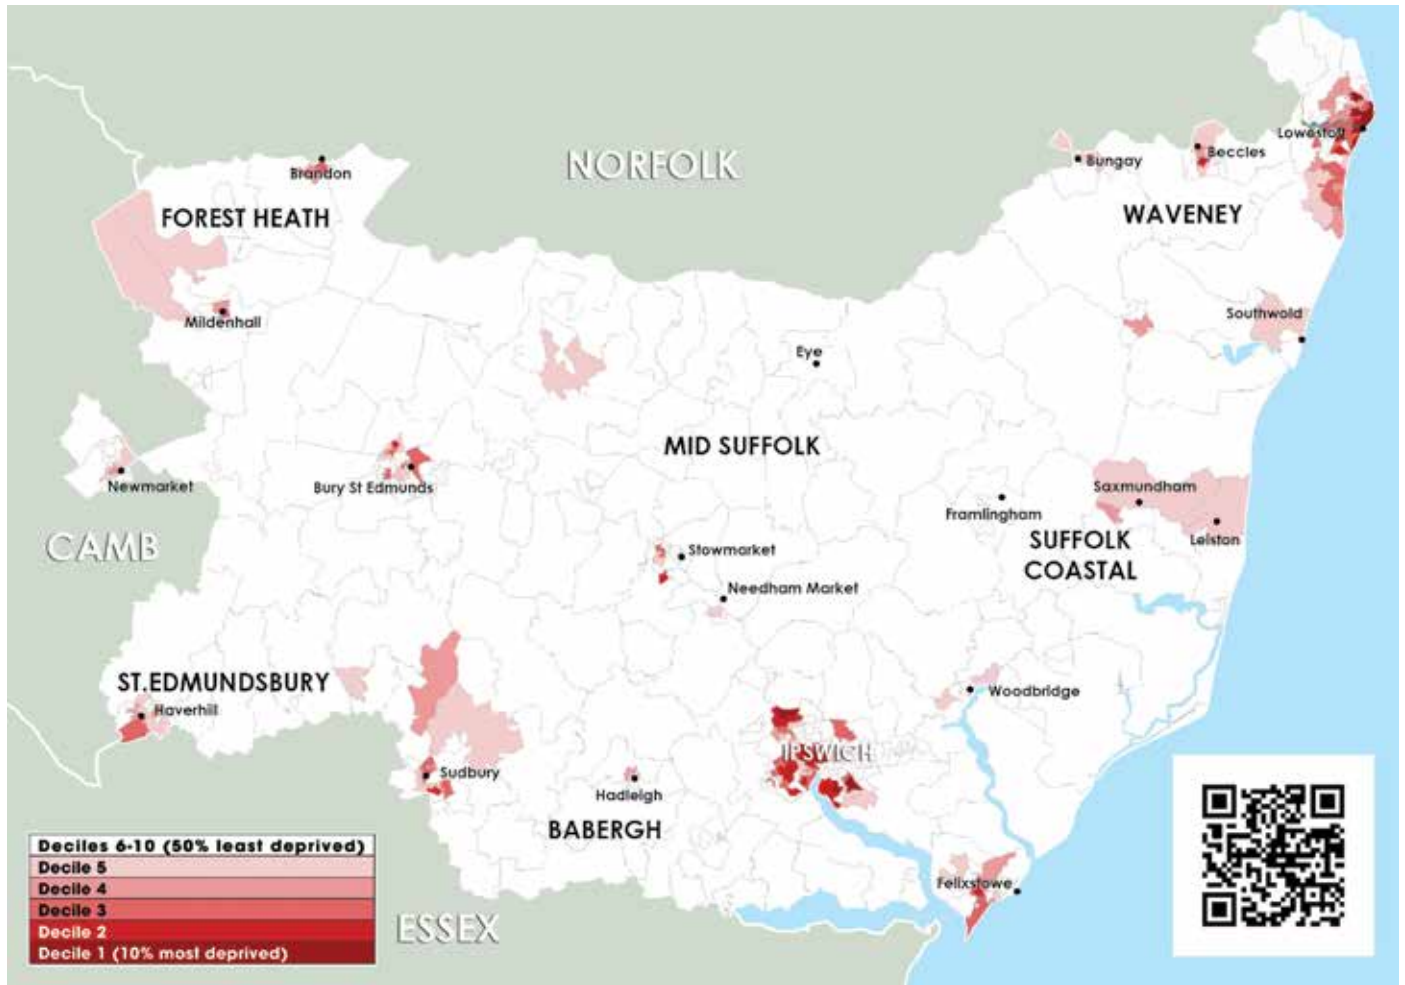 NORFOLK
Lowestoft
Bungay
Beccles
Brandon
FOREST HEATH
WAVENEY
Mildenhall
Southwold
Eye
MID SUFFOLK
Newmarket
Bury St Edmunds
Saxmundham
Framlingham
CAMB
SUFFOLK
COASTAL
Leiston
Stowmarket
Needham Market
ST.EDMUNDSBURY
Haverhill
Woodbridge
IPSWICH
Sudbury
Hadleigh
BABERGH
Felixstowe
ESSEX
Deciles 6-10 (50% least deprived)
Decile 5
Decile 4
Decile 3
Decile 2
Decile 1 (10% most deprived)